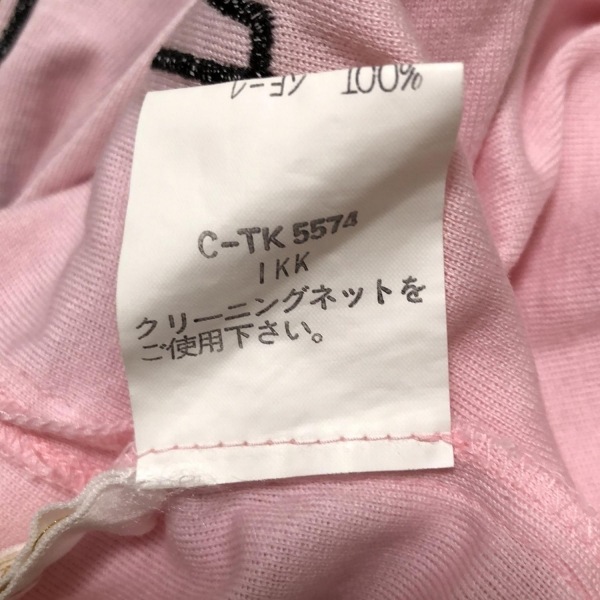 レーヨン 100%
C-TK 5574
IKK
クリーニングネットを
ご使用下さい。